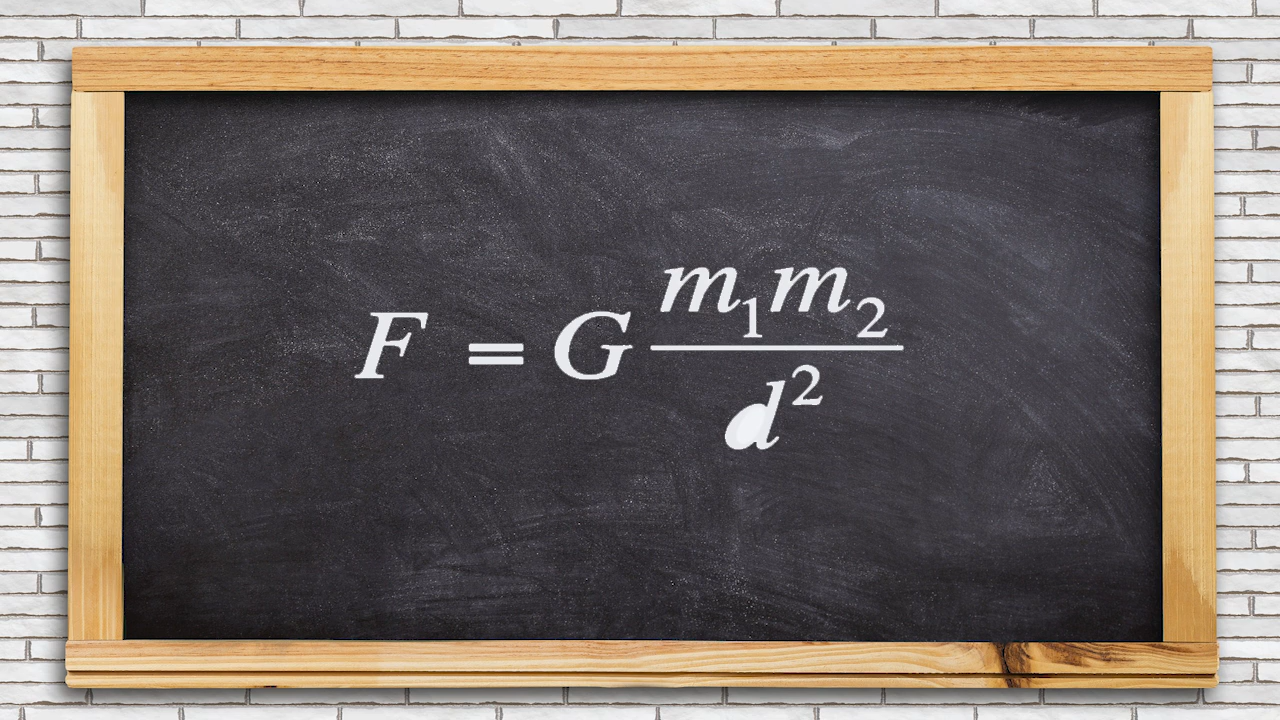 F = G m₁m₂ / d²